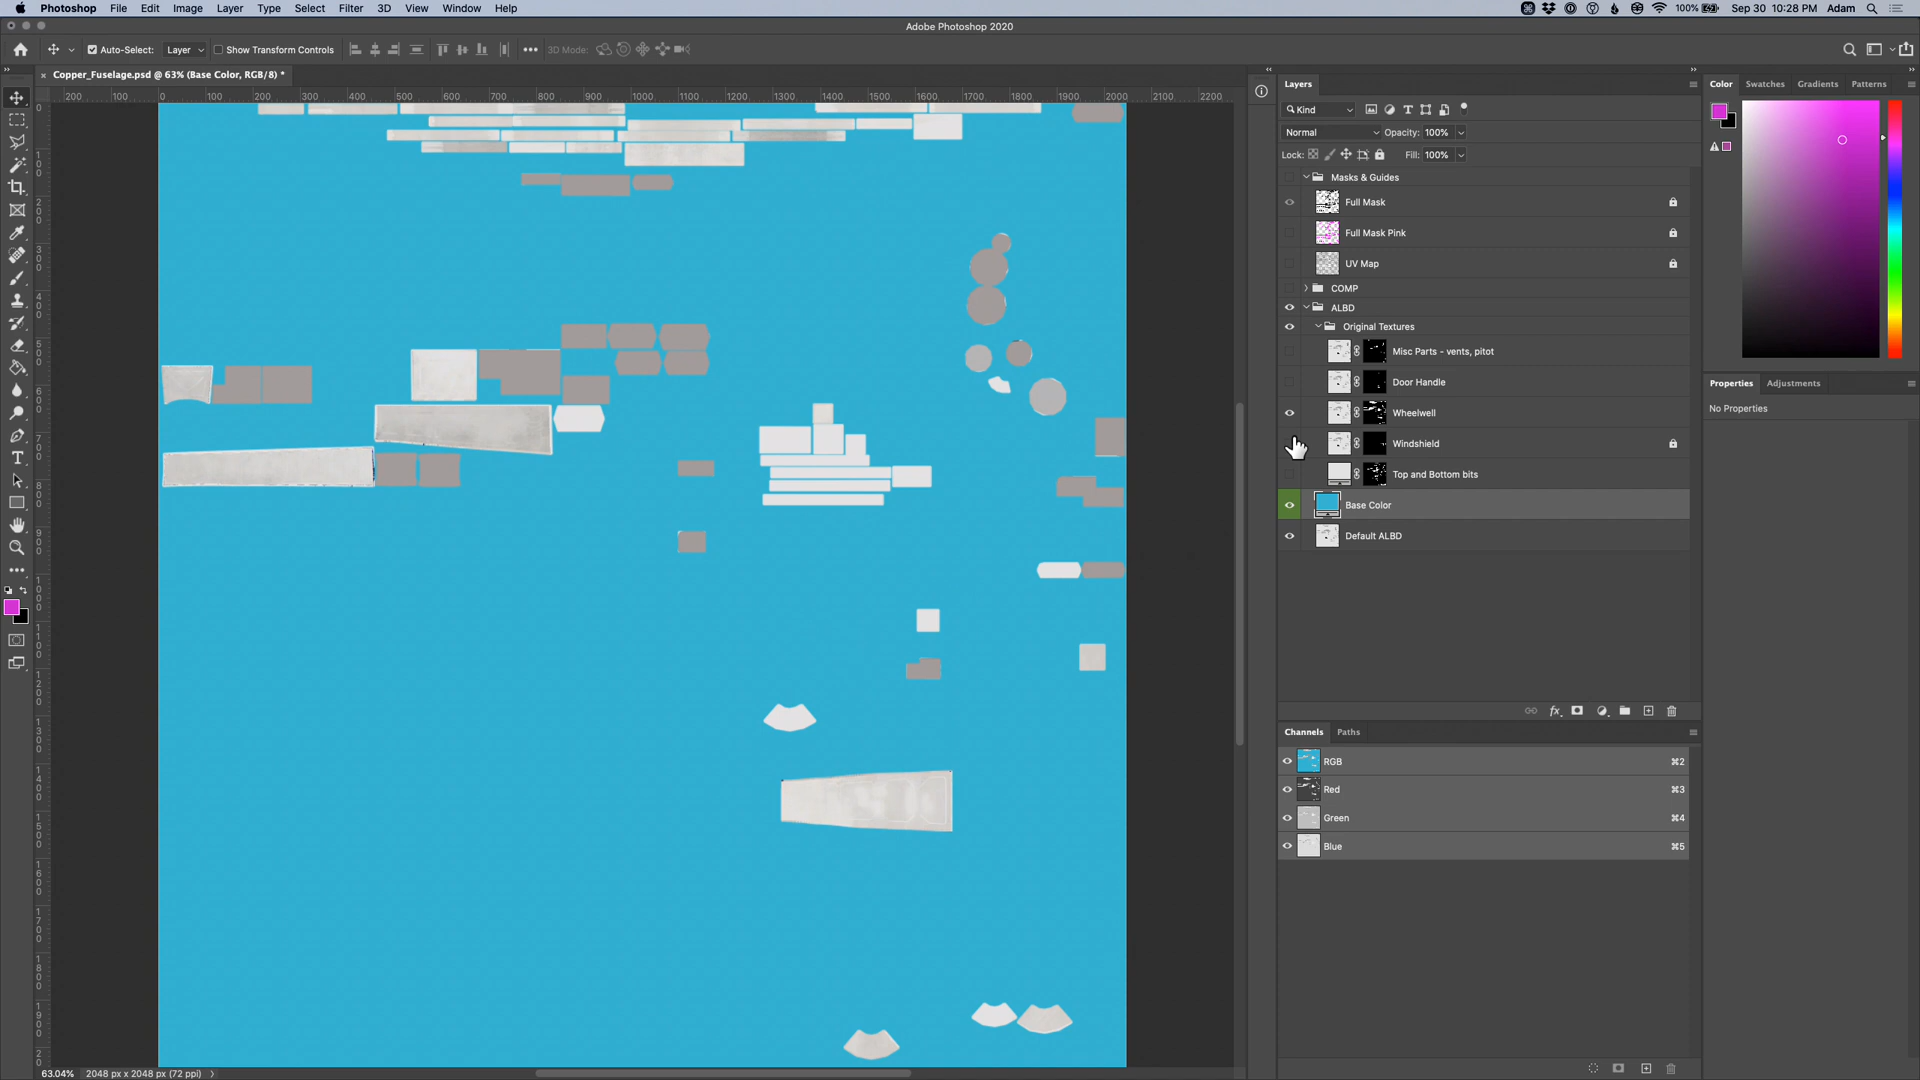 Photoshop File Edit Image Layer Type Select Filter 3D View Window Help
100% Sep 30 10:28 PM Adam
Adobe Photoshop 2020
Auto-Select: Layer Show Transform Controls
3D Mode:
Copper_Fuselage.psd @ 63% (Base Color, RGB/8) *
200 100 0 100 200 300 400 500 600 700 800 900 1000 1100 1200 1300 1400 1500 1600 1700 1800 1900 2000 2100 2200
Layers
Kind
Normal Opacity: 100%
Lock: Fill: 100%
Masks & Guides
Full Mask
Full Mask Pink
UV Map
COMP
ALBD
Original Textures
Misc Parts - vents, pitot
Door Handle
Wheelwell
Windshield
Top and Bottom bits
Base Color
Default ALBD
Channels Paths
RGB ⌘2
Red ⌘3
Green ⌘4
Blue ⌘5
Color Swatches Gradients Patterns
Properties Adjustments
No Properties
63.04% 2048 px x 2048 px (72 ppi)